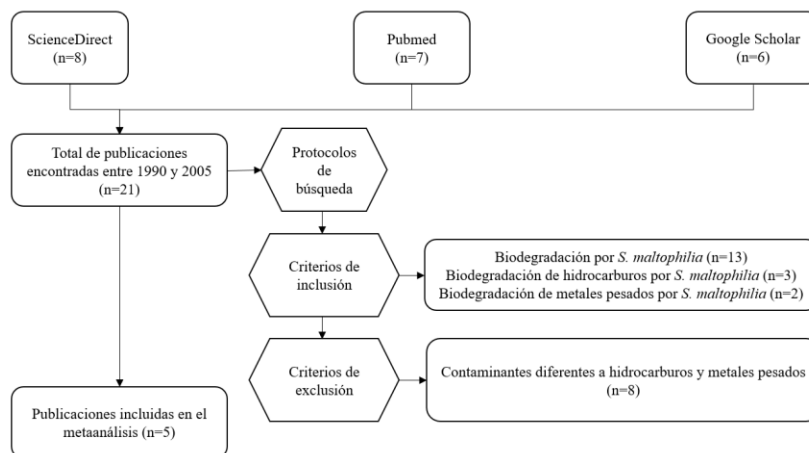 ScienceDirect
(n=8)
Pubmed
(n=7)
Google Scholar
(n=6)
Total de publicaciones
encontradas entre 1990 y 2005
(n=21)
Protocolos
de
búsqueda
Criterios de
inclusión
Biodegradación por S. maltophilia (n=13)
Biodegradación de hidrocarburos por S. maltophilia (n=3)
Biodegradación de metales pesados por S. maltophilia (n=2)
Criterios de
exclusión
Contaminantes diferentes a hidrocarburos y metales pesados
(n=8)
Publicaciones incluidas en el
metaanálisis (n=5)